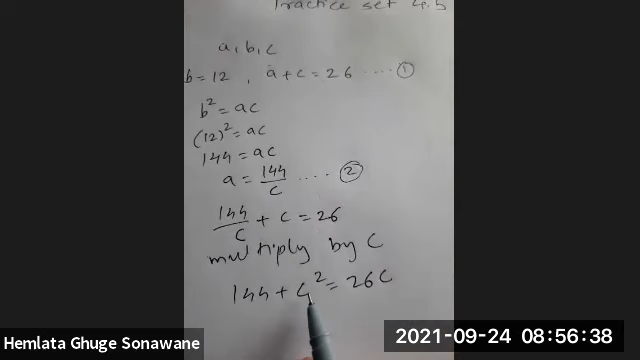 Practice set 4.5
a, b, c
b = 12 , a + c = 26 ..... ①
b² = ac
(12)² = ac
144 = ac
a = 144/c .... ②
144/c + c = 26
multiply by c
144 + c² = 26c
Hemlata Ghuge Sonawane
2021-09-24 08:56:38